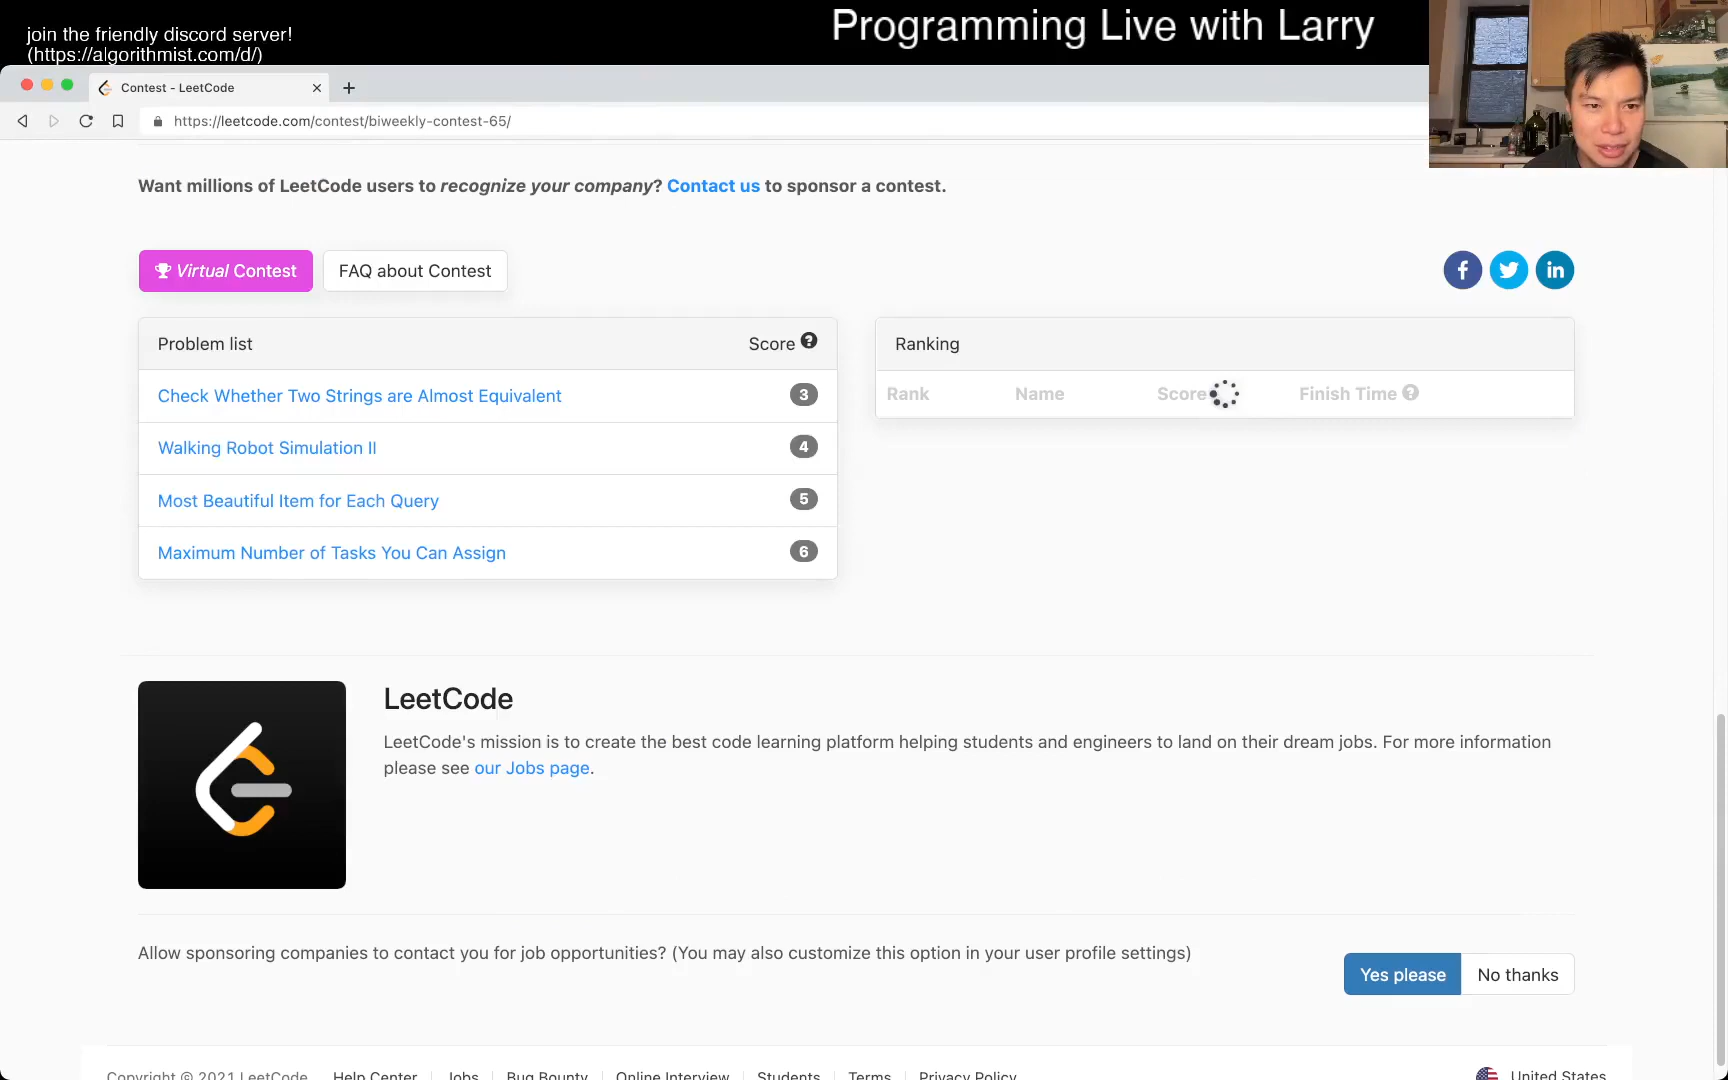 join the friendly discord server!
(https://algorithmist.com/d/)
Programming Live with Larry
Contest - LeetCode
https://leetcode.com/contest/biweekly-contest-65/
Want millions of LeetCode users to recognize your company? Contact us to sponsor a contest.
Virtual Contest
FAQ about Contest
Problem list
Score
Check Whether Two Strings are Almost Equivalent
3
Walking Robot Simulation II
4
Most Beautiful Item for Each Query
5
Maximum Number of Tasks You Can Assign
6
Ranking
Rank Name Score Finish Time
LeetCode
LeetCode's mission is to create the best code learning platform helping students and engineers to land on their dream jobs. For more information
please see our Jobs page.
Allow sponsoring companies to contact you for job opportunities? (You may also customize this option in your user profile settings)
Yes please
No thanks
Copyright © 2021 LeetCode Help Center Jobs Bug Bounty Online Interview Students Terms Privacy Policy
United States